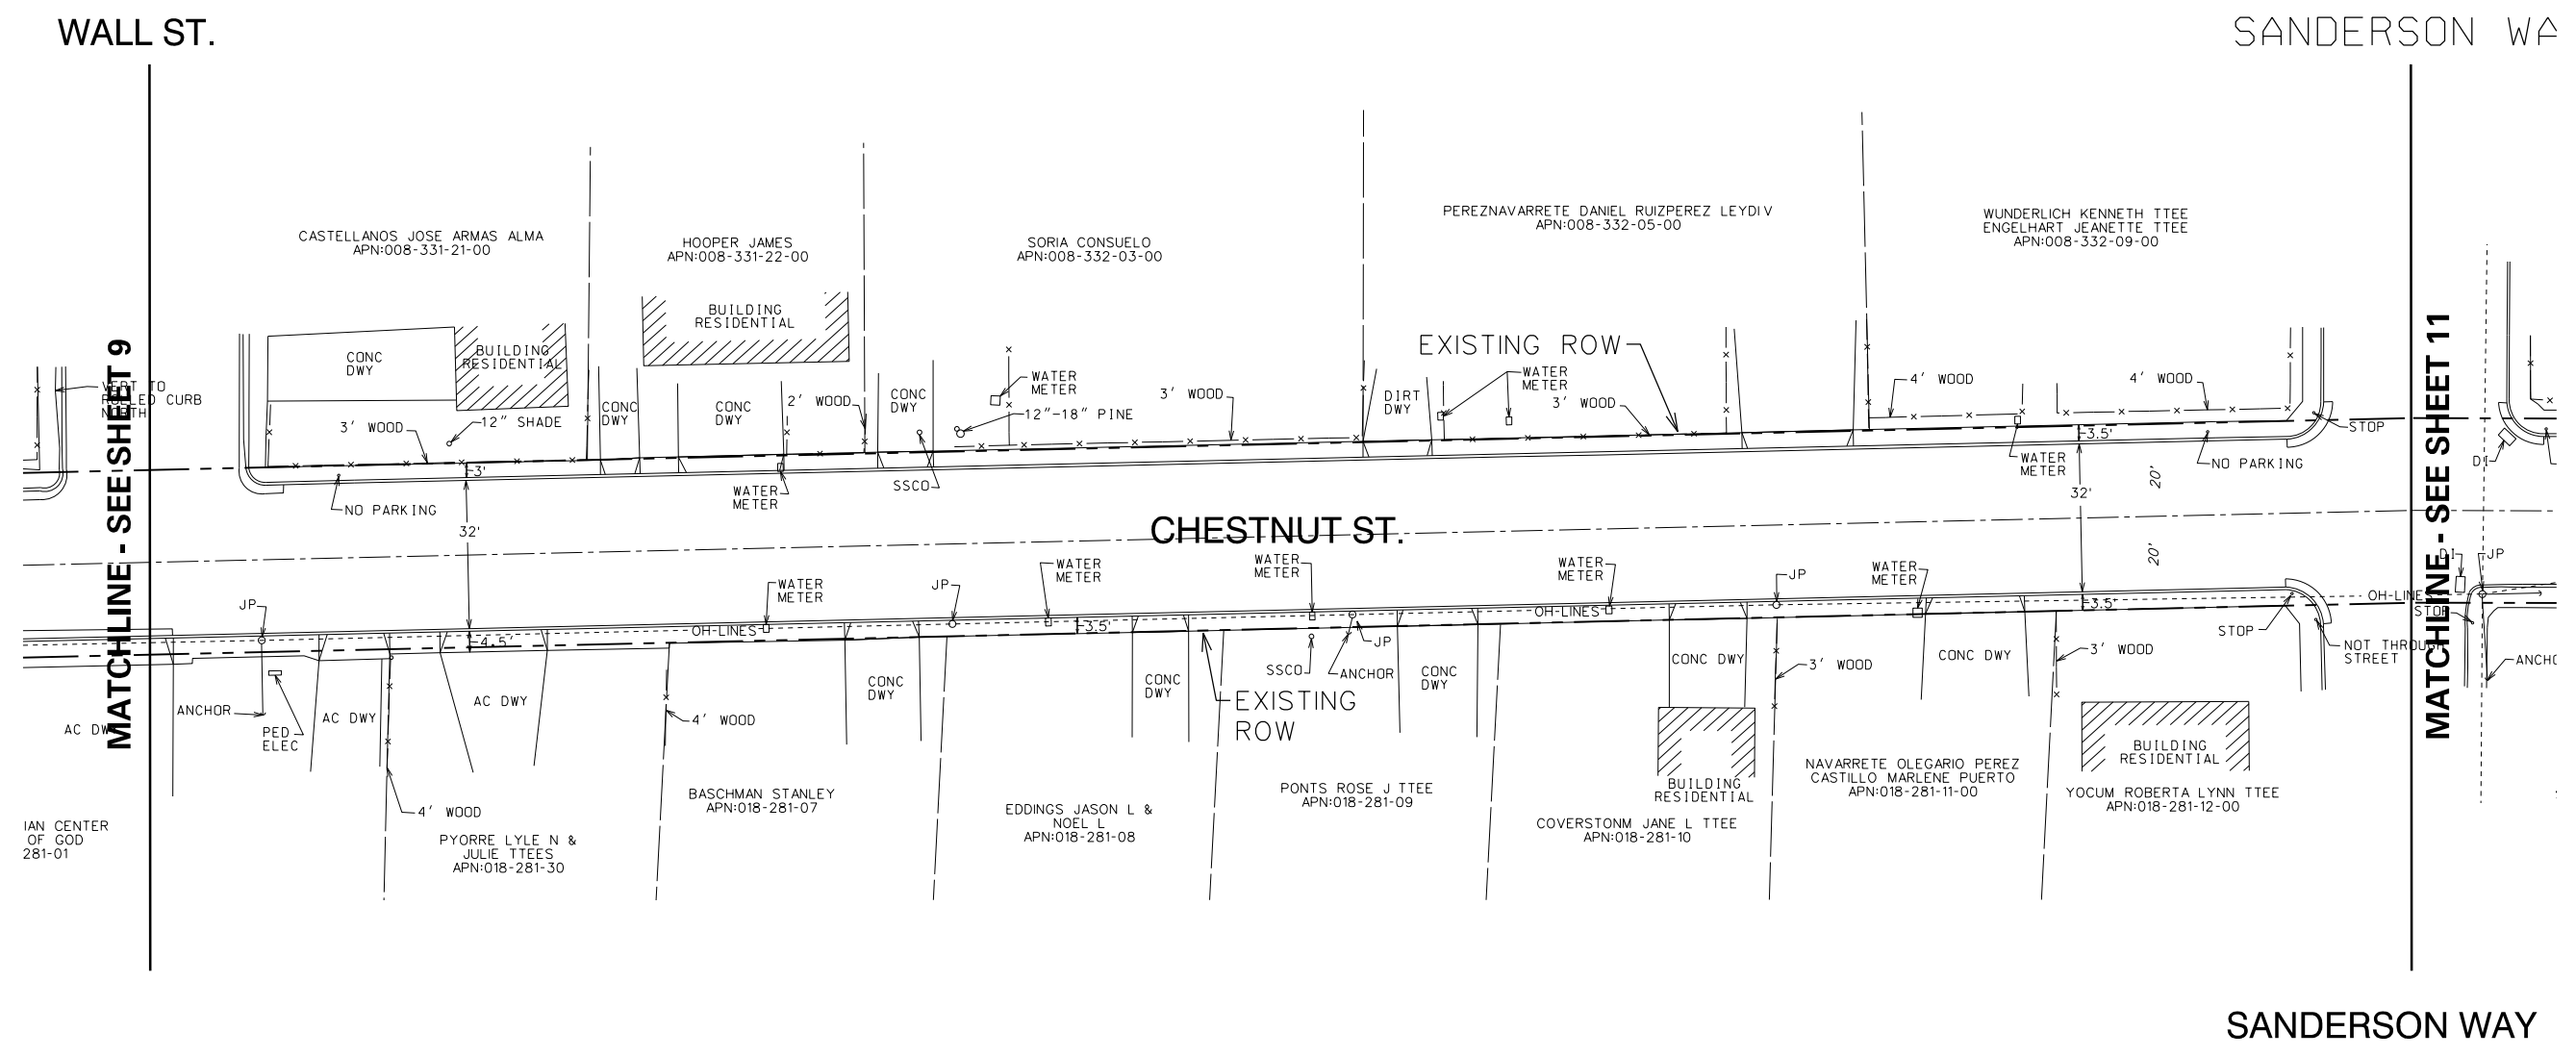 WALL ST.
SANDERSON WA
CASTELLANOS JOSE ARMAS ALMA
APN:008-331-21-00
HOOPER JAMES
APN:008-331-22-00
SORIA CONSUELO
APN:008-332-03-00
PEREZNAVARRETE DANIEL RUIZPEREZ LEYDI V
APN:008-332-05-00
WUNDERLICH KENNETH TTEE
ENGELHART JEANETTE TTEE
APN:008-332-09-00
MATCHLINE - SEE SHEET 9
VERT TO
ROLLED CURB
NORTH
CONC
DWY
BUILDING
RESIDENTIAL
BUILDING
RESIDENTIAL
3' WOOD
12" SHADE
CONC
DWY
CONC
DWY
2' WOOD
CONC
DWY
WATER
METER
12"-18" PINE
3' WOOD
DIRT
DWY
EXISTING ROW
WATER
METER
3' WOOD
4' WOOD
4' WOOD
STOP
3'
NO PARKING
WATER
METER
SSCO
3.5'
WATER
METER
NO PARKING
DI
32'
32'
20'
20'
CHESTNUT ST.
MATCHLINE - SEE SHEET 11
JP
WATER
METER
JP
WATER
METER
WATER
METER
WATER
METER
JP
WATER
METER
DI
JP
OH-LINES
OH-LINES
OH-LINES
4.5'
3.5'
3.5'
STOP
STOP
NOT THROUGH
STREET
ANCHO
AC DWY
ANCHOR
PED
ELEC
AC DWY
AC DWY
4' WOOD
4' WOOD
CONC
DWY
CONC
DWY
EXISTING
ROW
SSCO
ANCHOR
JP
CONC
DWY
CONC DWY
3' WOOD
CONC DWY
3' WOOD
BUILDING
RESIDENTIAL
BUILDING
RESIDENTIAL
IAN CENTER
OF GOD
281-01
PYORRE LYLE N &
JULIE TTEES
APN:018-281-30
BASCHMAN STANLEY
APN:018-281-07
EDDINGS JASON L &
NOEL L
APN:018-281-08
PONTS ROSE J TTEE
APN:018-281-09
COVERSTONM JANE L TTEE
APN:018-281-10
NAVARRETE OLEGARIO PEREZ
CASTILLO MARLENE PUERTO
APN:018-281-11-00
YOCUM ROBERTA LYNN TTEE
APN:018-281-12-00
SANDERSON WAY